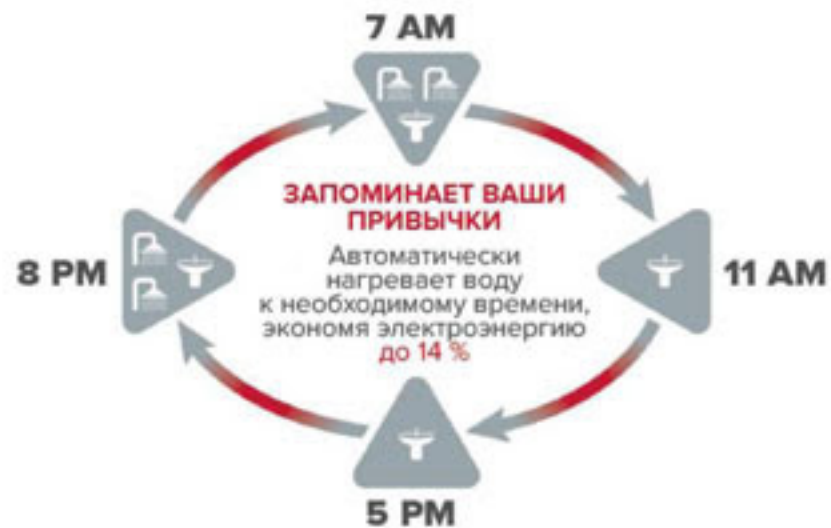 7 AM
ЗАПОМИНАЕТ ВАШИ
ПРИВЫЧКИ
Автоматически
нагревает воду
к необходимому времени,
экономя электроэнергию
до 14 %
8 PM
11 AM
5 PM